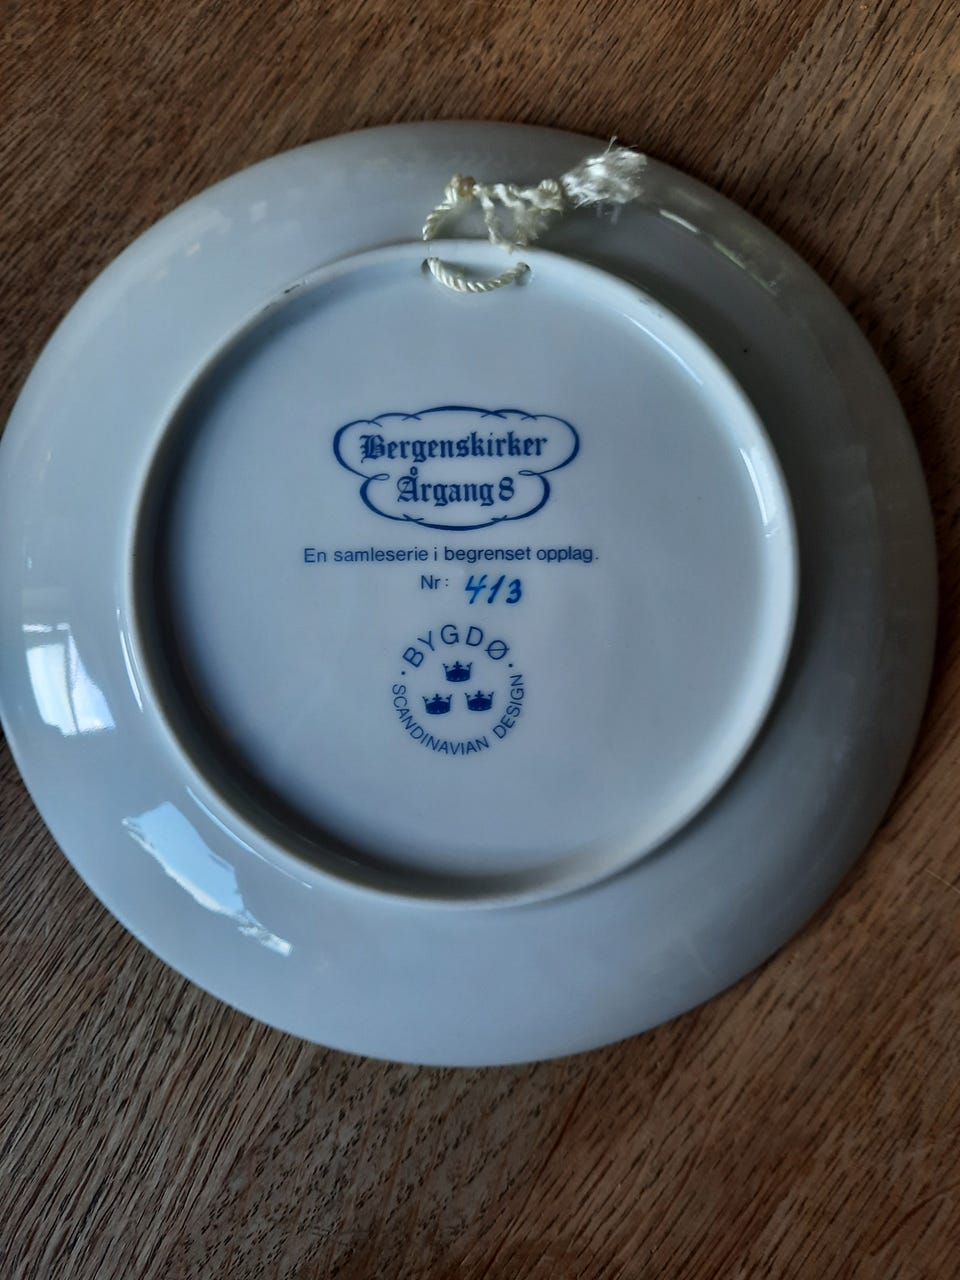 Bergenskirker
Årgang 8
En samleserie i begrenset opplag.
Nr: 413
· BYGDØ ·
SCANDINAVIAN DESIGN